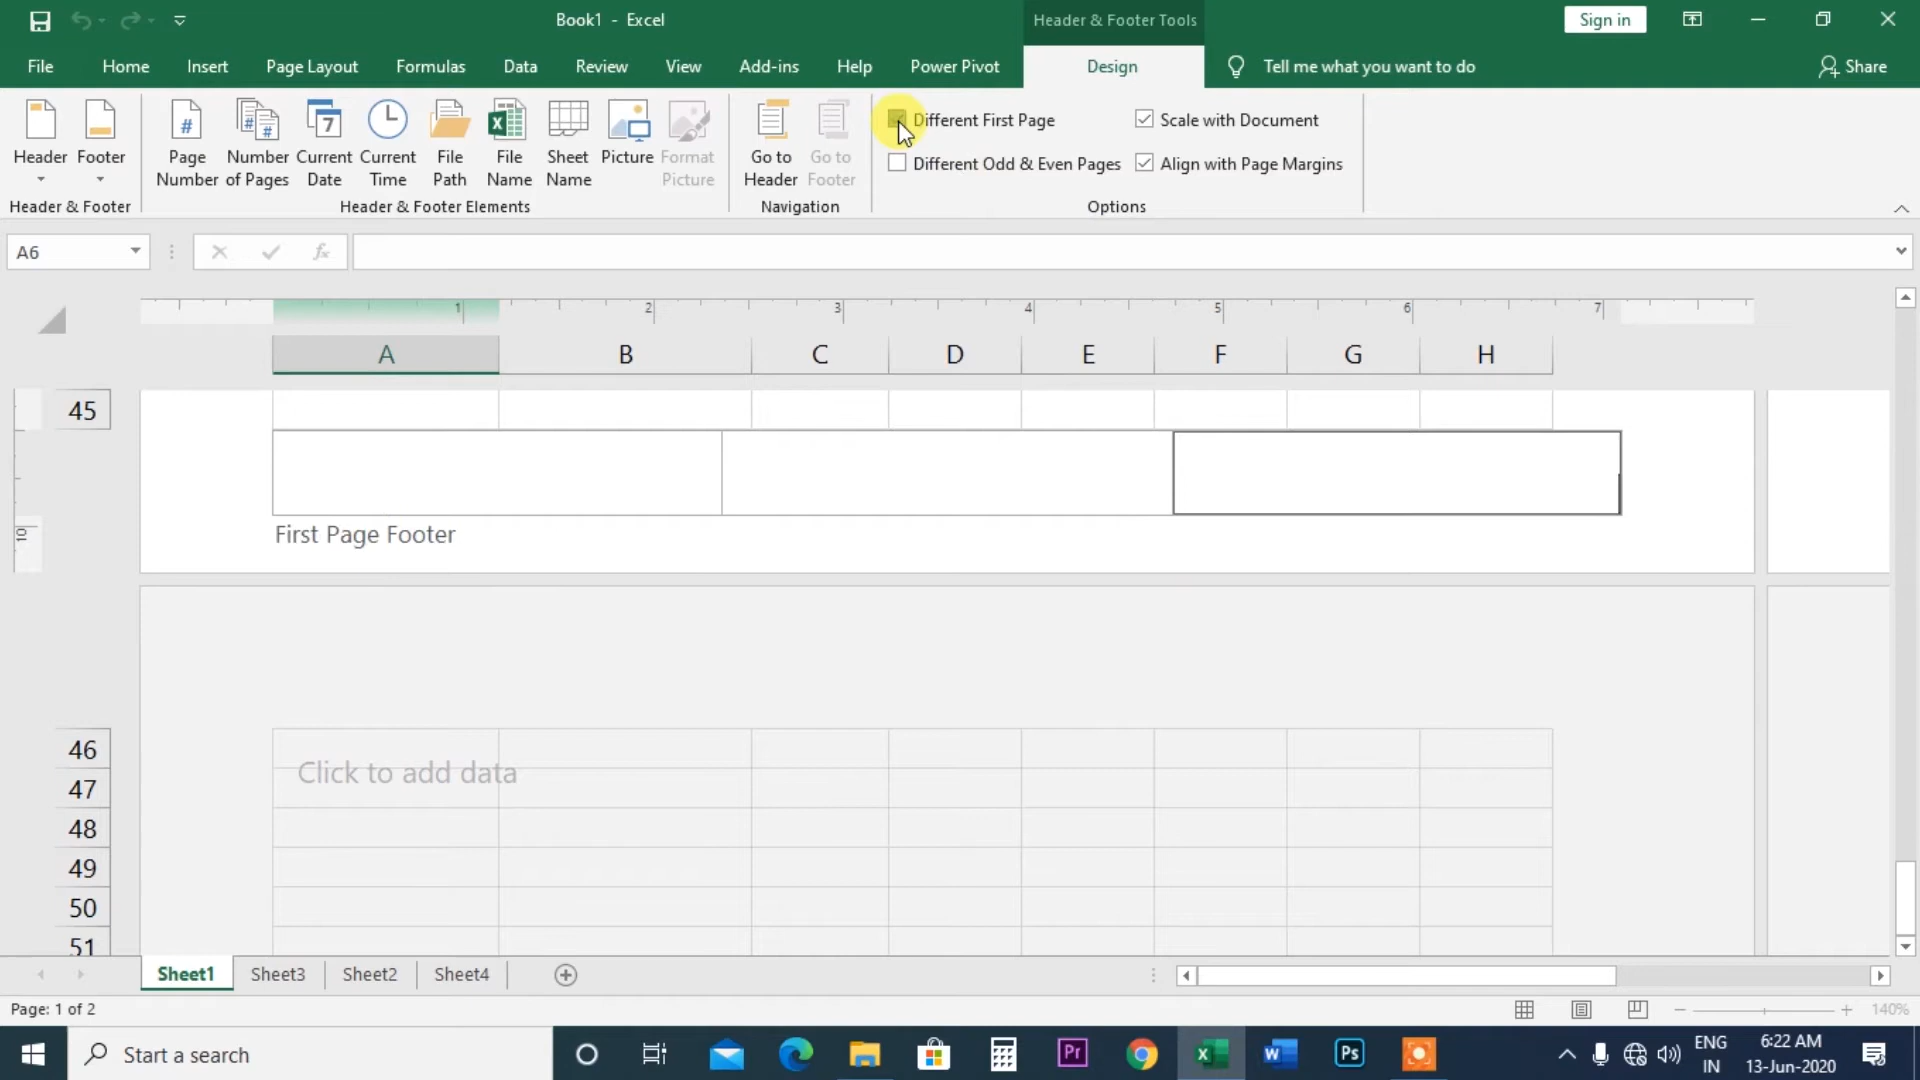 Book1 - Excel
Header & Footer Tools
Sign in
File
Home
Insert
Page Layout
Formulas
Data
Review
View
Add-ins
Help
Power Pivot
Design
Tell me what you want to do
Share
Header
Footer
Page Number
Number of Pages
Current Date
Current Time
File Path
File Name
Sheet Name
Picture
Format Picture
Go to Header
Go to Footer
Different First Page
Scale with Document
Different Odd & Even Pages
Align with Page Margins
Header & Footer
Header & Footer Elements
Navigation
Options
A6
fx
1 2 3 4 5 6 7
A B C D E F G H
45
10
First Page Footer
46
Click to add data
47
48
49
50
51
Sheet1
Sheet3
Sheet2
Sheet4
Page: 1 of 2
140%
Start a search
Pr
W
Ps
ENG
IN
6:22 AM
13-Jun-2020